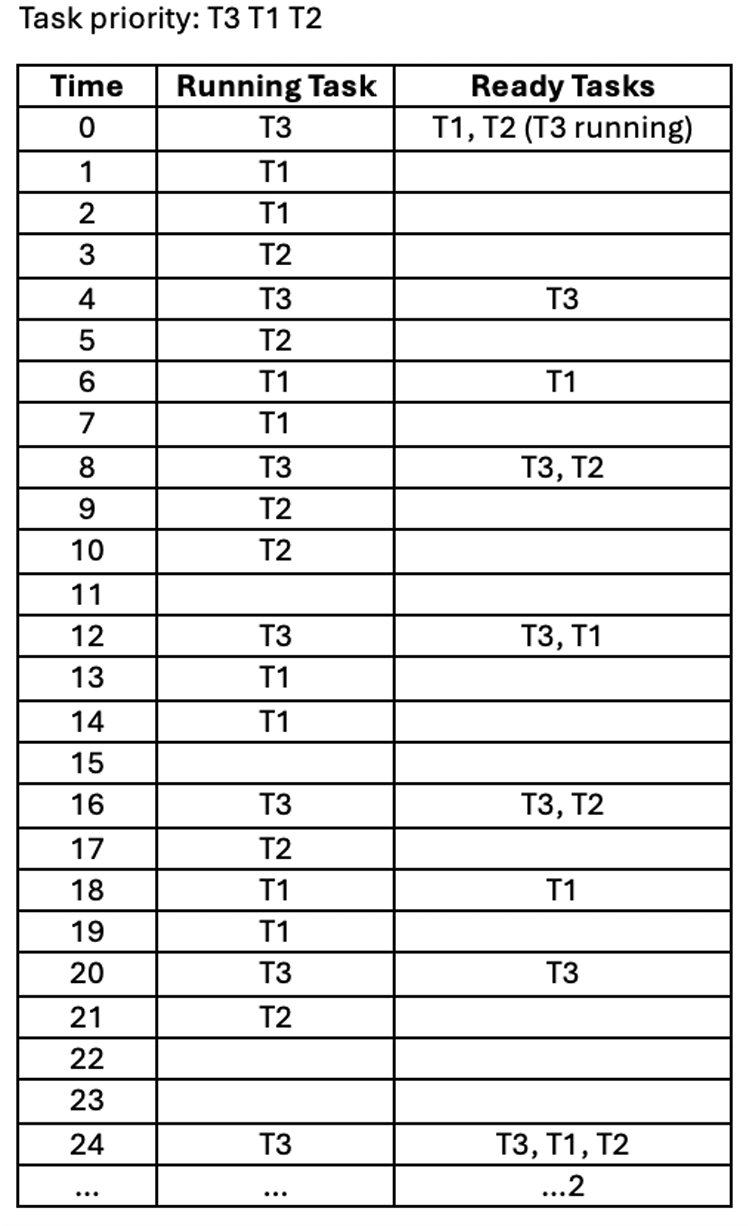 Task priority: T3 T1 T2
Time Running Task Ready Tasks
0 T3 T1, T2 (T3 running)
1 T1
2 T1
3 T2
4 T3 T3
5 T2
6 T1 T1
7 T1
8 T3 T3, T2
9 T2
10 T2
11
12 T3 T3, T1
13 T1
14 T1
15
16 T3 T3, T2
17 T2
18 T1 T1
19 T1
20 T3 T3
21 T2
22
23
24 T3 T3, T1, T2
... ... ...2